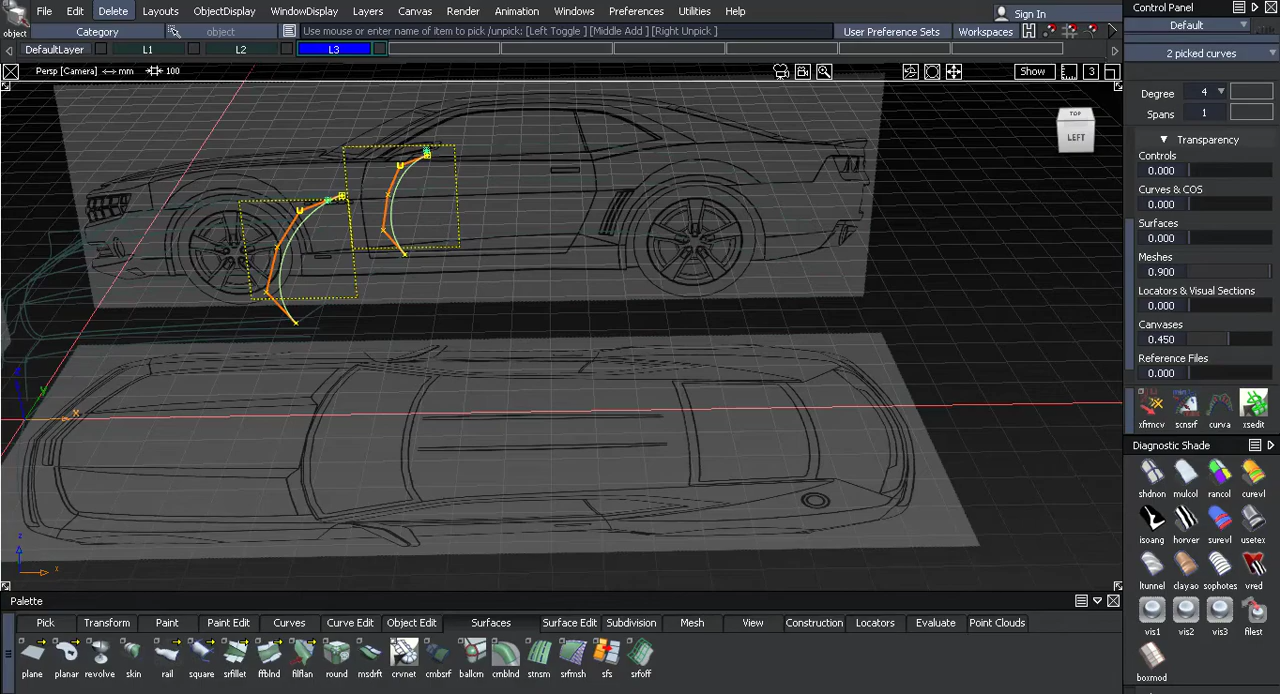 File Edit Delete Layouts ObjectDisplay WindowDisplay Layers Canvas Render Animation Windows Preferences Utilities Help Sign In Control Panel
object Category object Use mouse or enter name of item to pick /unpick: [Left Toggle ] [Middle Add ] [Right Unpick ] User Preference Sets Workspaces Default
DefaultLayer L1 L2 L3 2 picked curves
Persp [Camera] mm 100 Show 3
Degree 4
Spans 1
Transparency
TOP
LEFT
Controls
0.000
Curves & COS
0.000
Surfaces
0.000
Meshes
0.900
Locators & Visual Sections
0.000
Canvases
0.450
Reference Files
0.000
xfrmcv scnsrf curva xsedit
Diagnostic Shade
shdnon mulcol rancol curevl
isoang horver surevl usetex
ltunnel clayao sophotes vred
vis1 vis2 vis3 filest
boxmod
x
y
z
x
Palette
Pick Transform Paint Paint Edit Curves Curve Edit Object Edit Surfaces Surface Edit Subdivision Mesh View Construction Locators Evaluate Point Clouds
plane planar revolve skin rail square srfillet ffblnd filflan round msdrft crvnet cmbsrf ballcrn cmblnd stnsrn srfmsh sfs srfoff